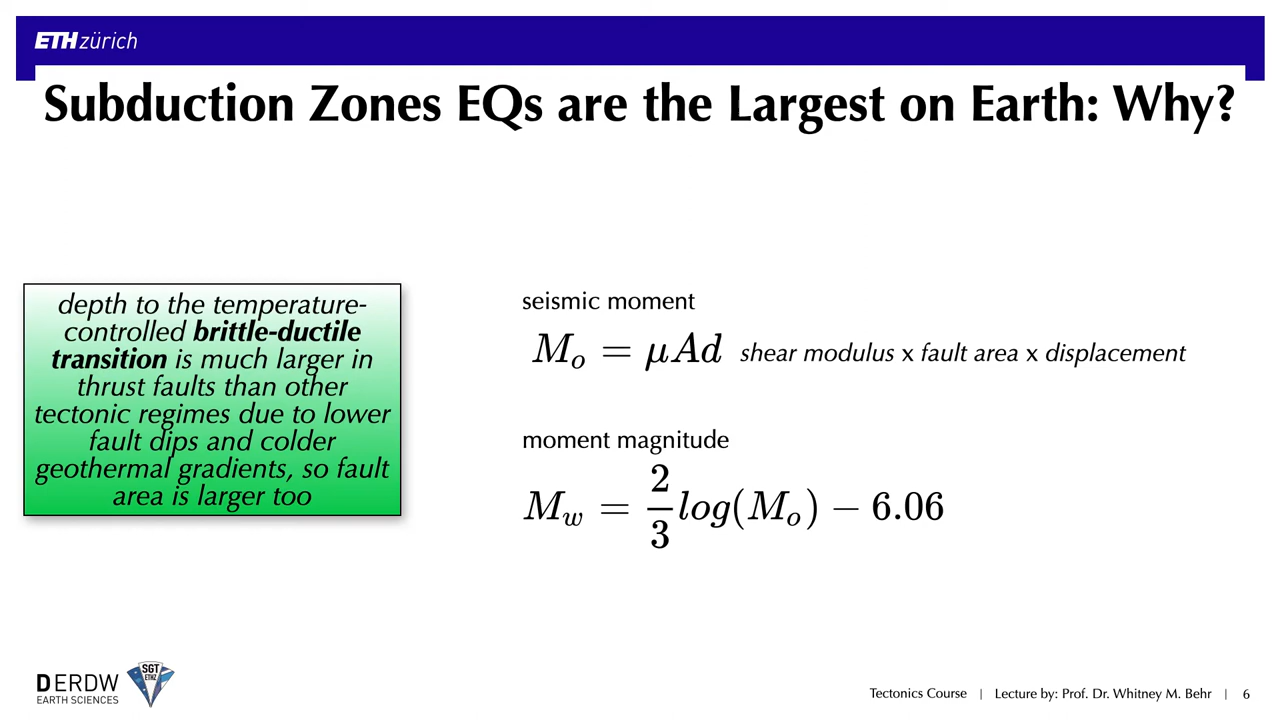 ETH zürich
Subduction Zones EQs are the Largest on Earth: Why?
depth to the temperature-
controlled brittle-ductile
transition is much larger in
thrust faults than other
tectonic regimes due to lower
fault dips and colder
geothermal gradients, so fault
area is larger too
seismic moment
M_o = μAd shear modulus x fault area x displacement
moment magnitude
M_w = 2/3 log(M_o) − 6.06
DERDW
EARTH SCIENCES
SGT
ETHZ
Tectonics Course | Lecture by: Prof. Dr. Whitney M. Behr | 6